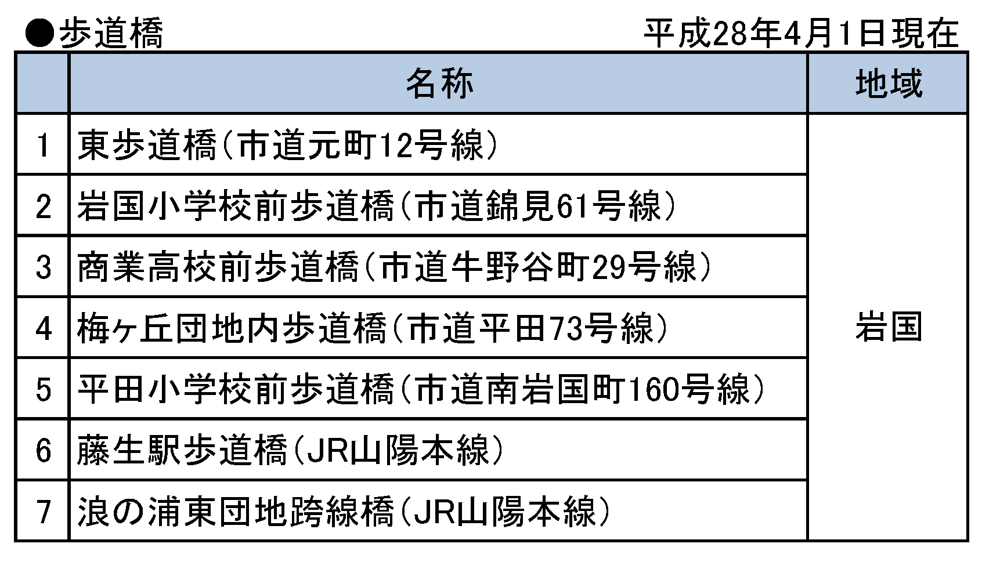 ●歩道橋 平成28年4月1日現在
名称 地域
1 東歩道橋(市道元町12号線)
2 岩国小学校前歩道橋(市道錦見61号線)
3 商業高校前歩道橋(市道牛野谷町29号線)
4 梅ヶ丘団地内歩道橋(市道平田73号線)
岩国
5 平田小学校前歩道橋(市道南岩国町160号線)
6 藤生駅歩道橋(JR山陽本線)
7 浪の浦東団地跨線橋(JR山陽本線)